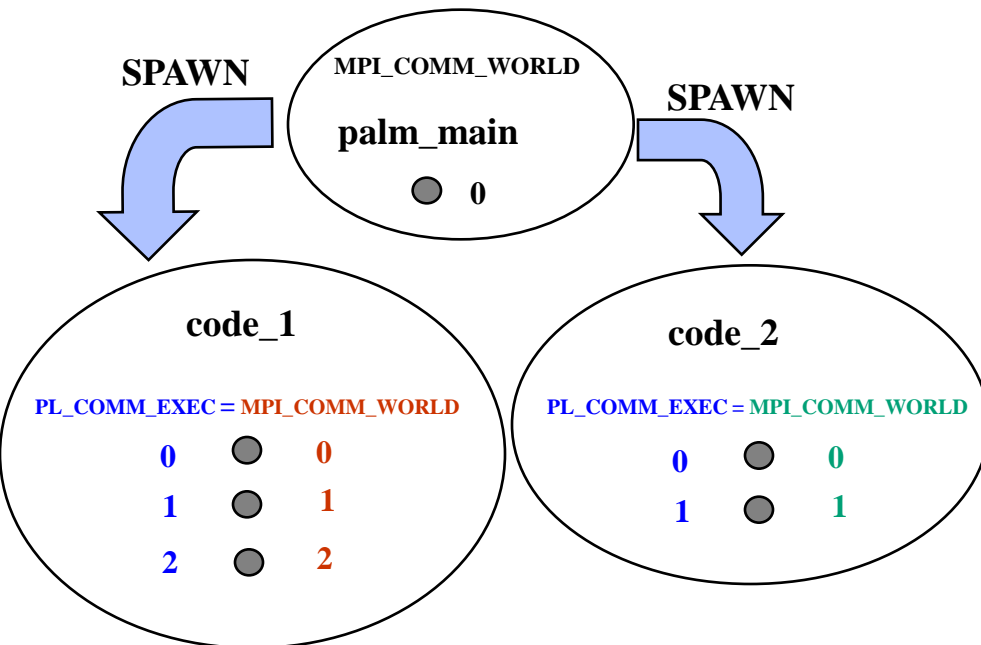 SPAWN
MPI_COMM_WORLD
SPAWN
palm_main
0
code_1
PL_COMM_EXEC = MPI_COMM_WORLD
0 0
1 1
2 2
code_2
PL_COMM_EXEC = MPI_COMM_WORLD
0 0
1 1